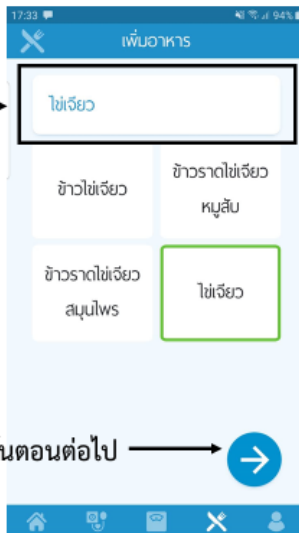 17:33 94%
เพิ่มอาหาร
ไข่เจียว
ข้าวไข่เจียว
ข้าวราดไข่เจียว
หมูสับ
ข้าวราดไข่เจียว
สมุนไพร
ไข่เจียว
นตอนต่อไป